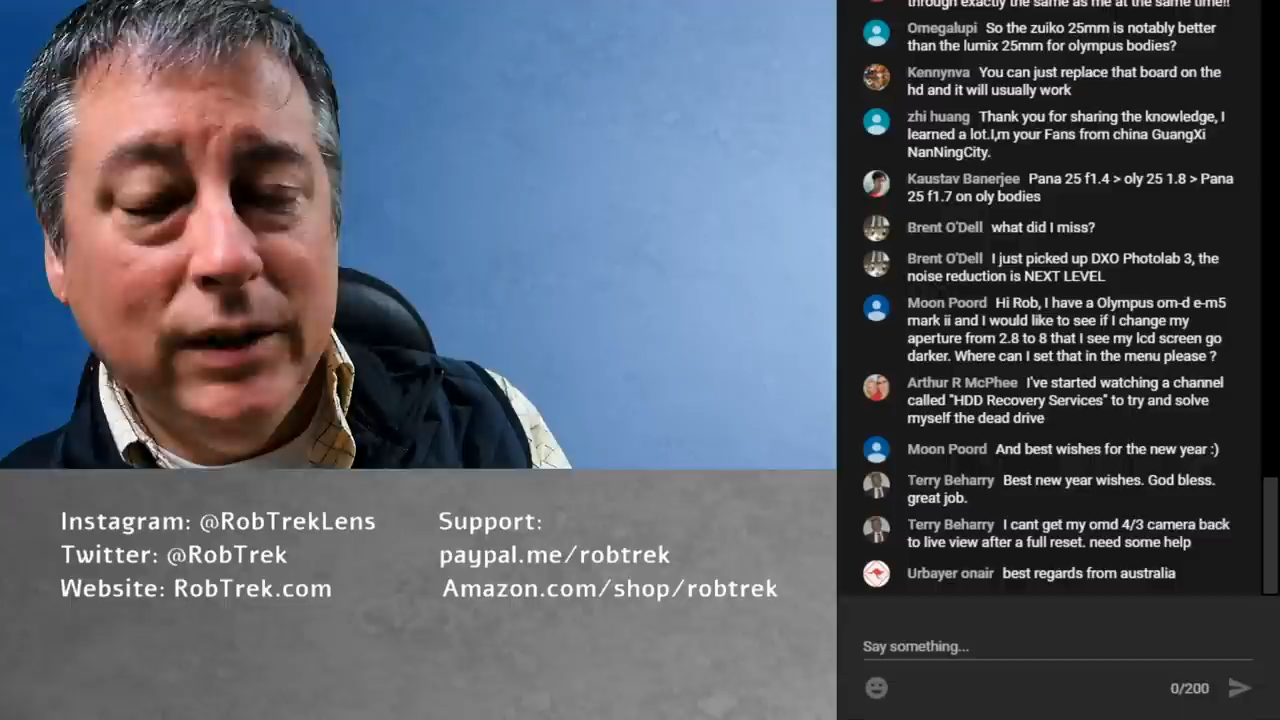 Instagram: @RobTrekLens
Twitter: @RobTrek
Website: RobTrek.com
Support:
paypal.me/robtrek
Amazon.com/shop/robtrek
through exactly the same as me at the same time!!
Omegalupi So the zuiko 25mm is notably better
than the lumix 25mm for olympus bodies?
Kennynva You can just replace that board on the
hd and it will usually work
zhi huang Thank you for sharing the knowledge, I
learned a lot.I,m your Fans from china GuangXi
NanNingCity.
Kaustav Banerjee Pana 25 f1.4 > oly 25 1.8 > Pana
25 f1.7 on oly bodies
Brent O'Dell what did I miss?
Brent O'Dell I just picked up DXO Photolab 3, the
noise reduction is NEXT LEVEL
Moon Poord Hi Rob, I have a Olympus om-d e-m5
mark ii and I would like to see if I change my
aperture from 2.8 to 8 that I see my lcd screen go
darker. Where can I set that in the menu please ?
Arthur R McPhee I've started watching a channel
called "HDD Recovery Services" to try and solve
myself the dead drive
Moon Poord And best wishes for the new year :)
Terry Beharry Best new year wishes. God bless.
great job.
Terry Beharry I cant get my omd 4/3 camera back
to live view after a full reset. need some help
Urbayer onair best regards from australia
Say something...
0/200